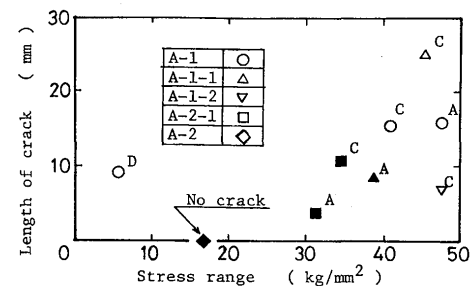 30
20
10
0
Length of crack ( mm )
A-1
A-1-1
A-1-2
A-2-1
A-2
C
C
A
D
C
A
C
A
No crack
10
20
30
40
50
Stress range ( kg/mm² )